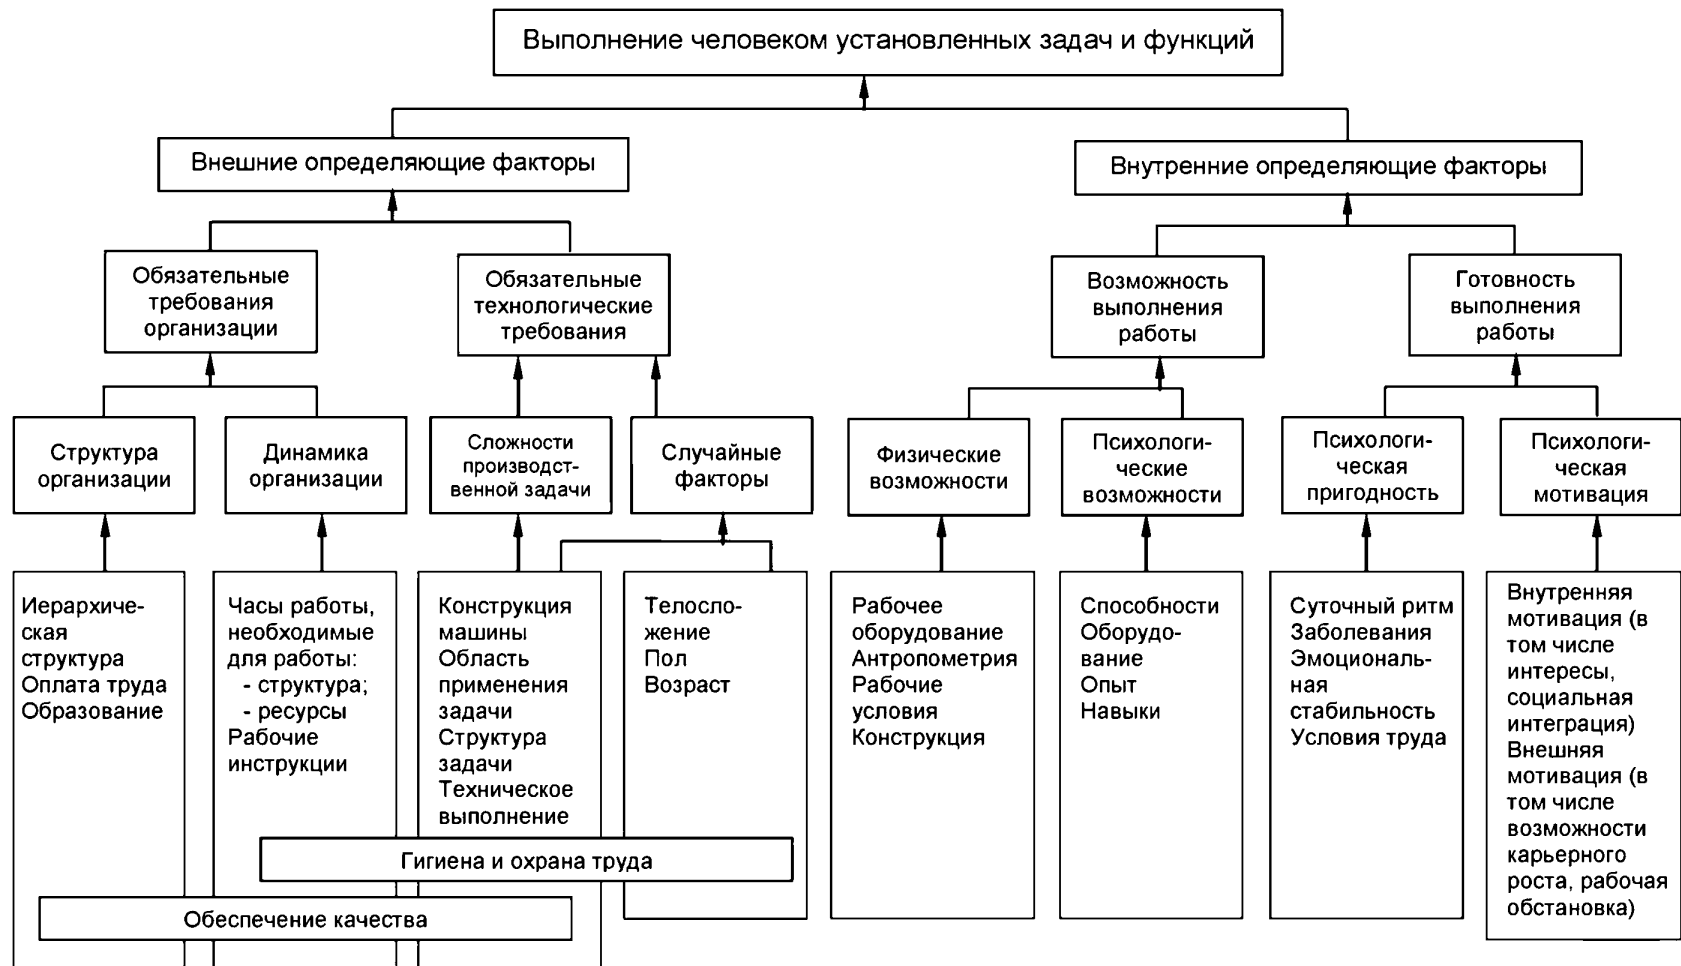 Выполнение человеком установленных задач и функций
Внешние определяющие факторы
Внутренние определяющие факторы
Обязательные
требования
организации
Обязательные
технологические
требования
Возможность
выполнения
работы
Готовность
выполнения
работы
Структура
организации
Динамика
организации
Сложности
производст-
венной задачи
Случайные
факторы
Физические
возможности
Психологи-
ческие
возможности
Психологи-
ческая
пригодность
Психологи-
ческая
мотивация
Иерархиче-
ская
структура
Оплата труда
Образование
Часы работы,
необходимые
для работы:
- структура;
- ресурсы
Рабочие
инструкции
Конструкция
машины
Область
применения
задачи
Структура
задачи
Техническое
выполнение
Телосло-
жение
Пол
Возраст
Рабочее
оборудование
Антропометрия
Рабочие
условия
Конструкция
Способности
Оборудо-
вание
Опыт
Навыки
Суточный ритм
Заболевания
Эмоциональ-
ная
стабильность
Условия труда
Внутренняя
мотивация (в
том числе
интересы,
социальная
интеграция)
Внешняя
мотивация (в
том числе
возможности
карьерного
роста, рабочая
обстановка)
Гигиена и охрана труда
Обеспечение качества